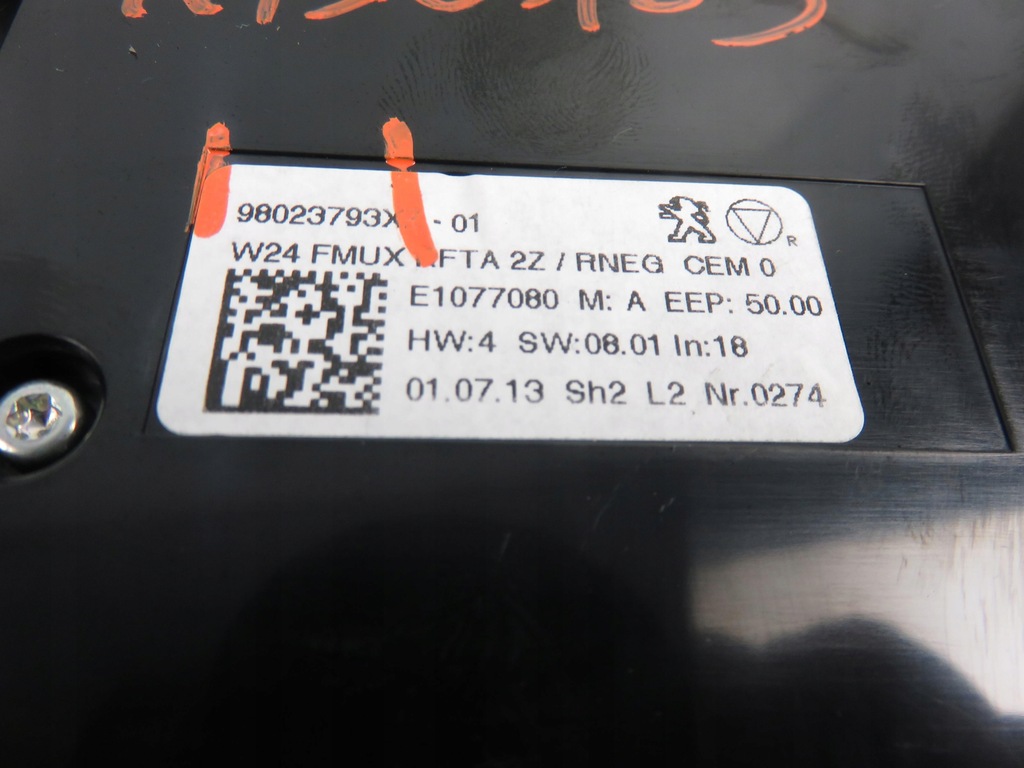 98023793X - 01
W24 FMUX FTA 2Z / RNEG CEM 0
R
E1077080 M: A EEP: 50.00
HW:4 SW:08.01 In:18
01.07.13 Sh2 L2 Nr.0274